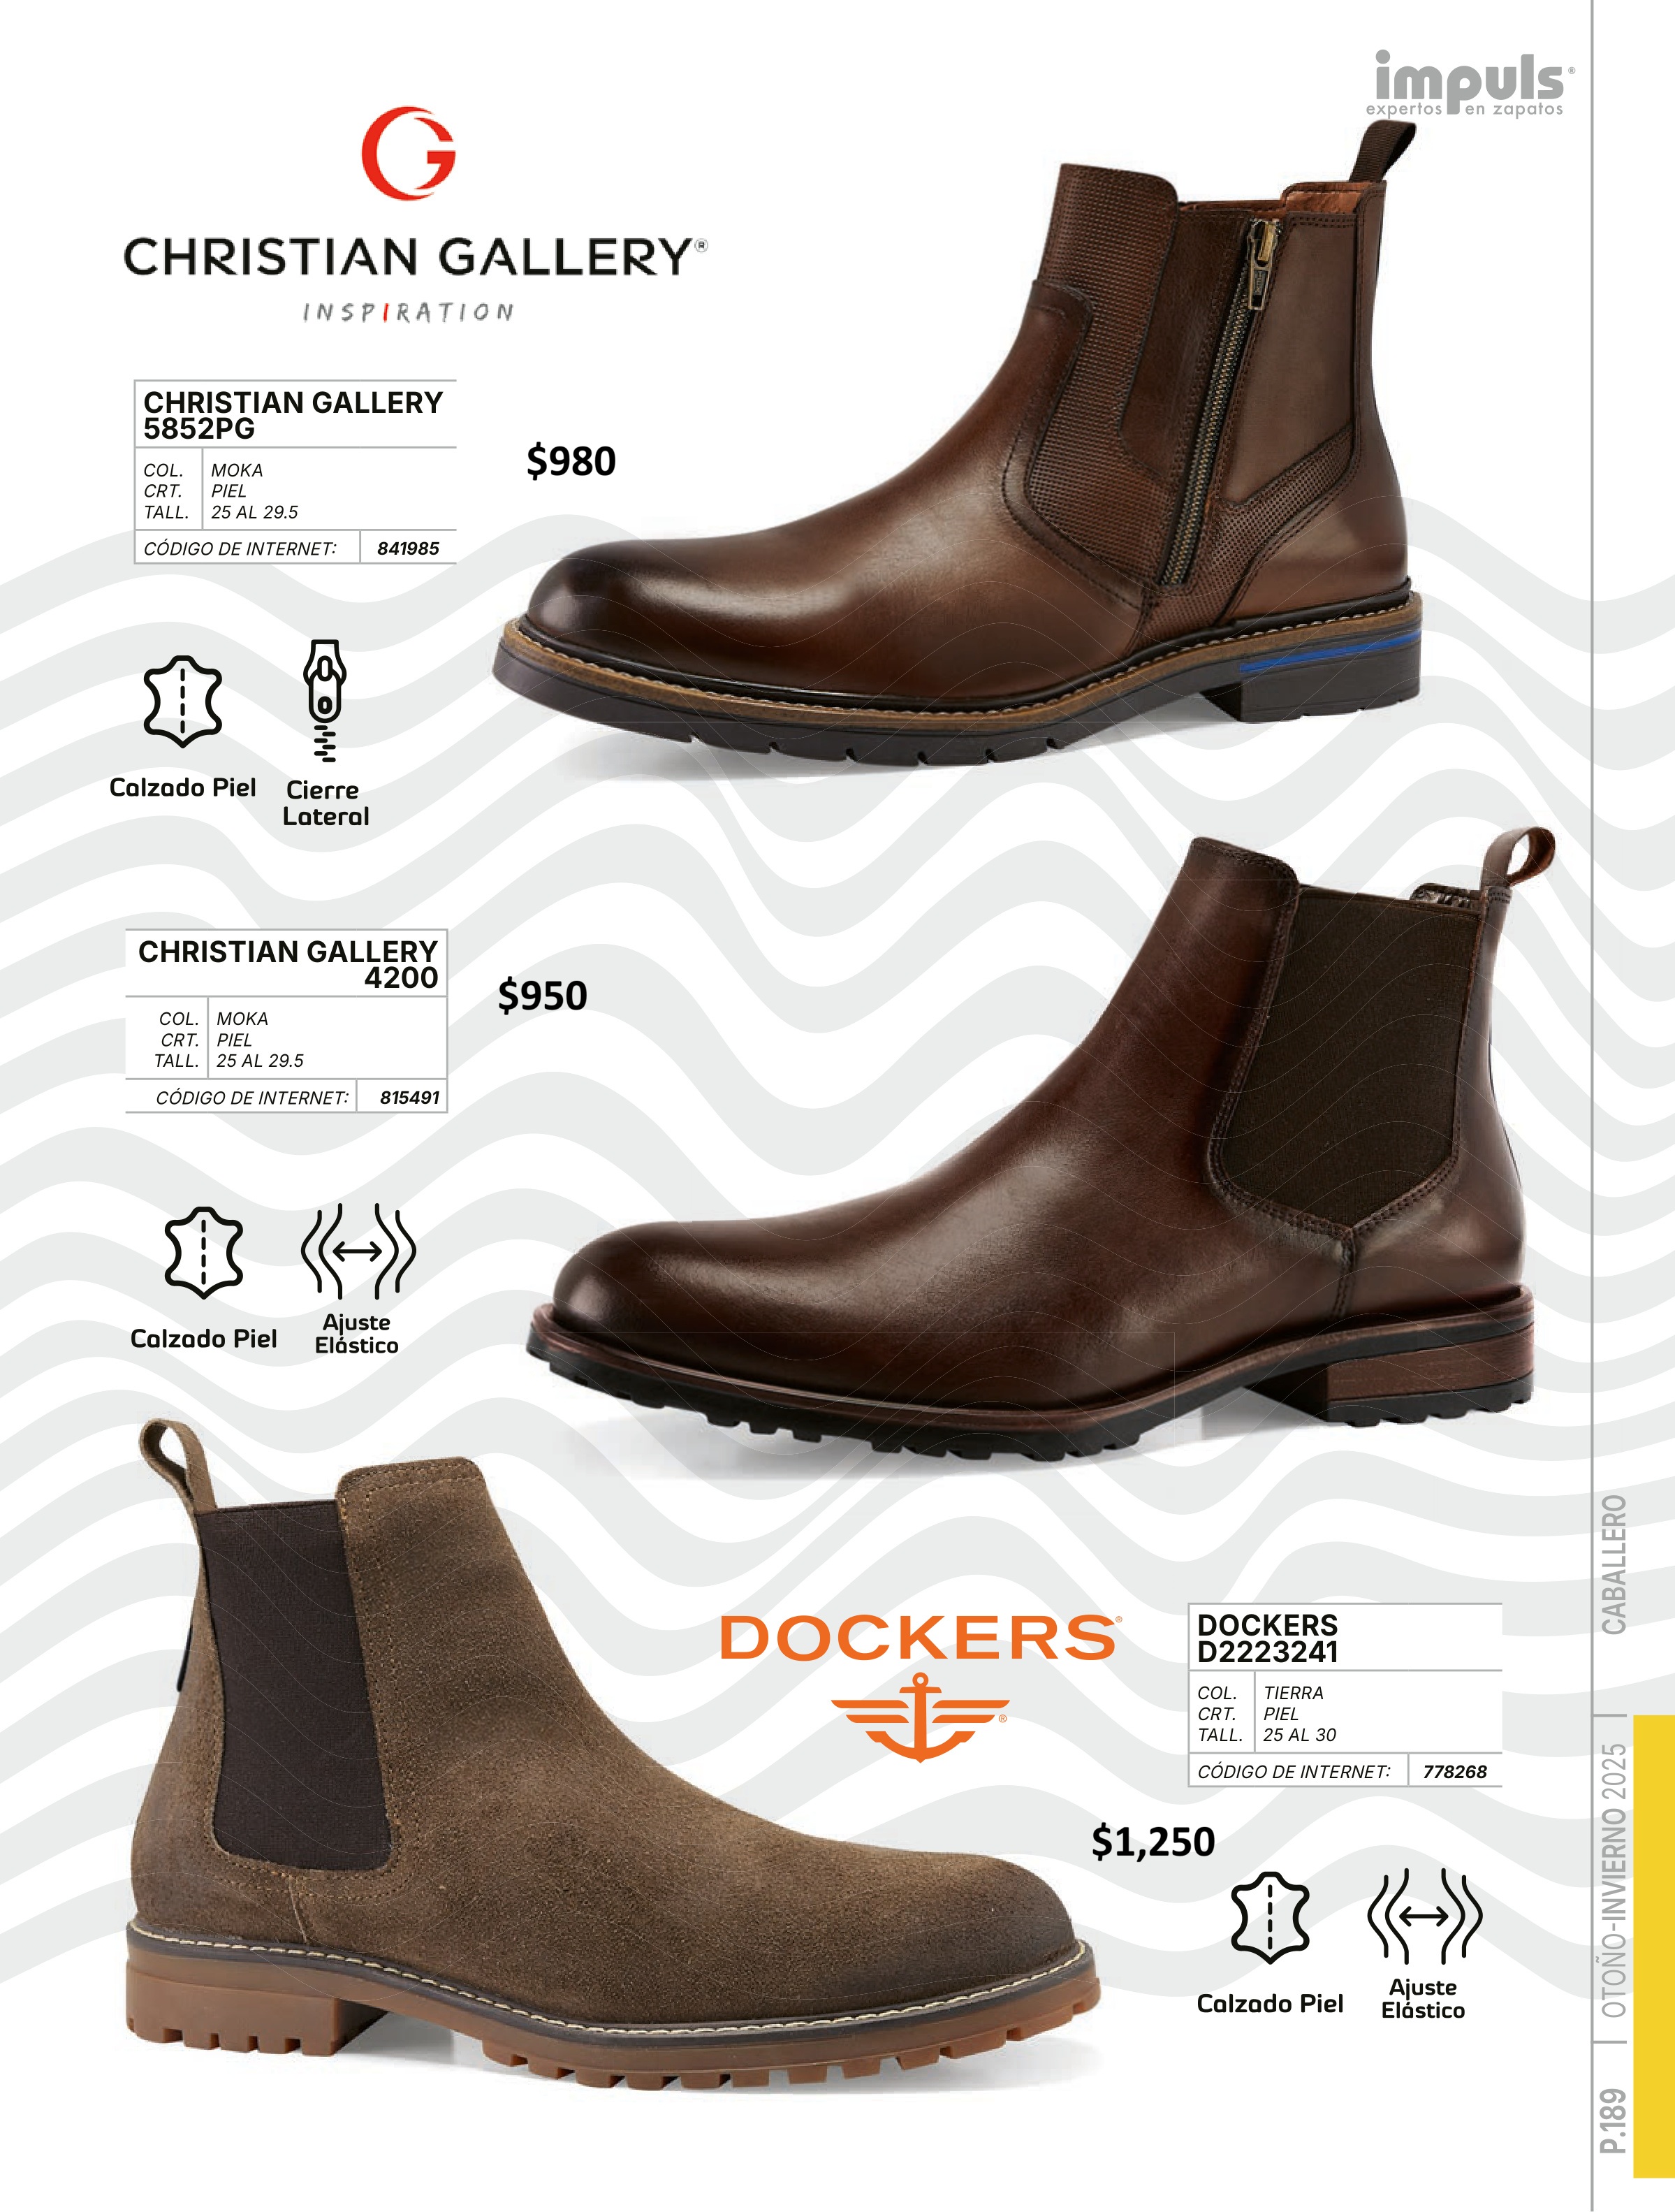 impuls®
expertos en zapatos
CHRISTIAN GALLERY®
INSPIRATION
CHRISTIAN GALLERY
5852PG
COL. MOKA
CRT. PIEL
TALL. 25 AL 29.5
CÓDIGO DE INTERNET: 841985
$980
Calzado Piel
Cierre
Lateral
CHRISTIAN GALLERY
4200
COL. MOKA
CRT. PIEL
TALL. 25 AL 29.5
CÓDIGO DE INTERNET: 815491
$950
Calzado Piel
Ajuste
Elástico
DOCKERS®
®
DOCKERS
D2223241
COL. TIERRA
CRT. PIEL
TALL. 25 AL 30
CÓDIGO DE INTERNET: 778268
$1,250
Calzado Piel
Ajuste
Elástico
CABALLERO
OTOÑO-INVIERNO 2025
P.189